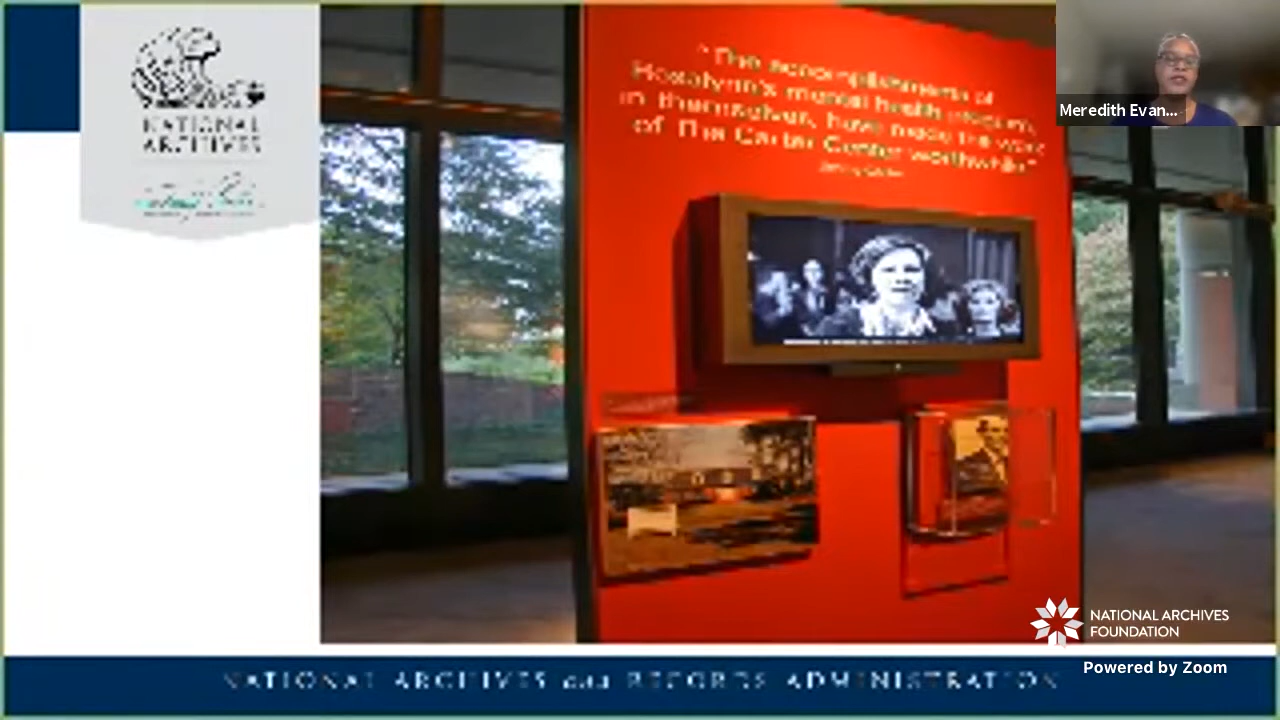 NATIONAL
ARCHIVES
"The accomplishments of
Rosalynn's mental health program,
in themselves, have made the work
of The Carter Center worthwhile"
Meredith Evan...
NATIONAL ARCHIVES
FOUNDATION
Powered by Zoom
NATIONAL ARCHIVES and RECORDS ADMINISTRATION